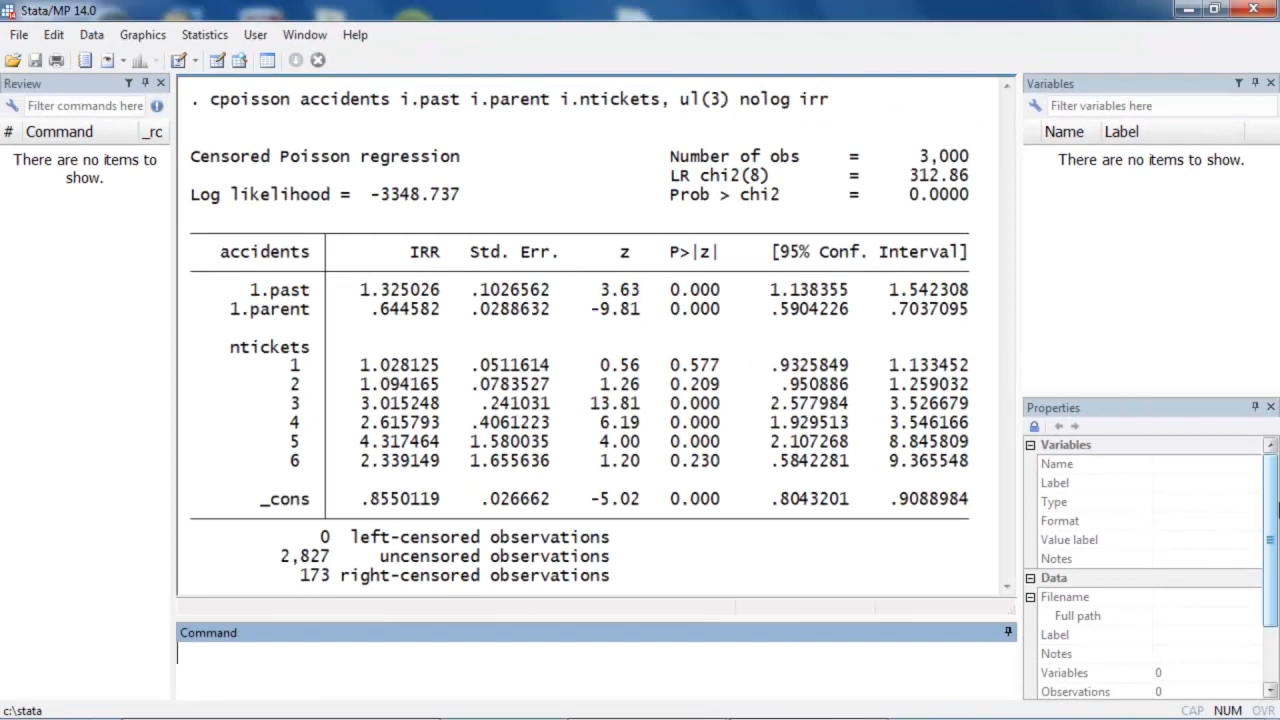 Stata/MP 14.0
File Edit Data Graphics Statistics User Window Help
Review
Filter commands here
# Command _rc
There are no items to
show.
. cpoisson accidents i.past i.parent i.ntickets, ul(3) nolog irr
Censored Poisson regression Number of obs = 3,000
LR chi2(8) = 312.86
Log likelihood = -3348.737 Prob > chi2 = 0.0000
accidents IRR Std. Err. z P>|z| [95% Conf. Interval]
1.past 1.325026 .1026562 3.63 0.000 1.138355 1.542308
1.parent .644582 .0288632 -9.81 0.000 .5904226 .7037095
ntickets
1 1.028125 .0511614 0.56 0.577 .9325849 1.133452
2 1.094165 .0783527 1.26 0.209 .950886 1.259032
3 3.015248 .241031 13.81 0.000 2.577984 3.526679
4 2.615793 .4061223 6.19 0.000 1.929513 3.546166
5 4.317464 1.580035 4.00 0.000 2.107268 8.845809
6 2.339149 1.655636 1.20 0.230 .5842281 9.365548
_cons .8550119 .026662 -5.02 0.000 .8043201 .9088984
0 left-censored observations
2,827 uncensored observations
173 right-censored observations
Command
Variables
Filter variables here
Name Label
There are no items to show.
Properties
Variables
Name
Label
Type
Format
Value label
Notes
Data
Filename
Full path
Label
Notes
Variables 0
Observations 0
c:\stata CAP NUM OVR